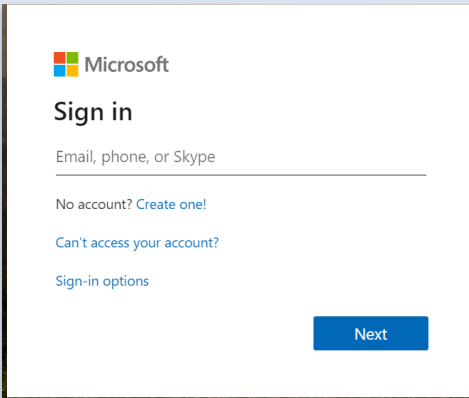 Microsoft
Sign in
Email, phone, or Skype
No account? Create one!
Can't access your account?
Sign-in options
Next